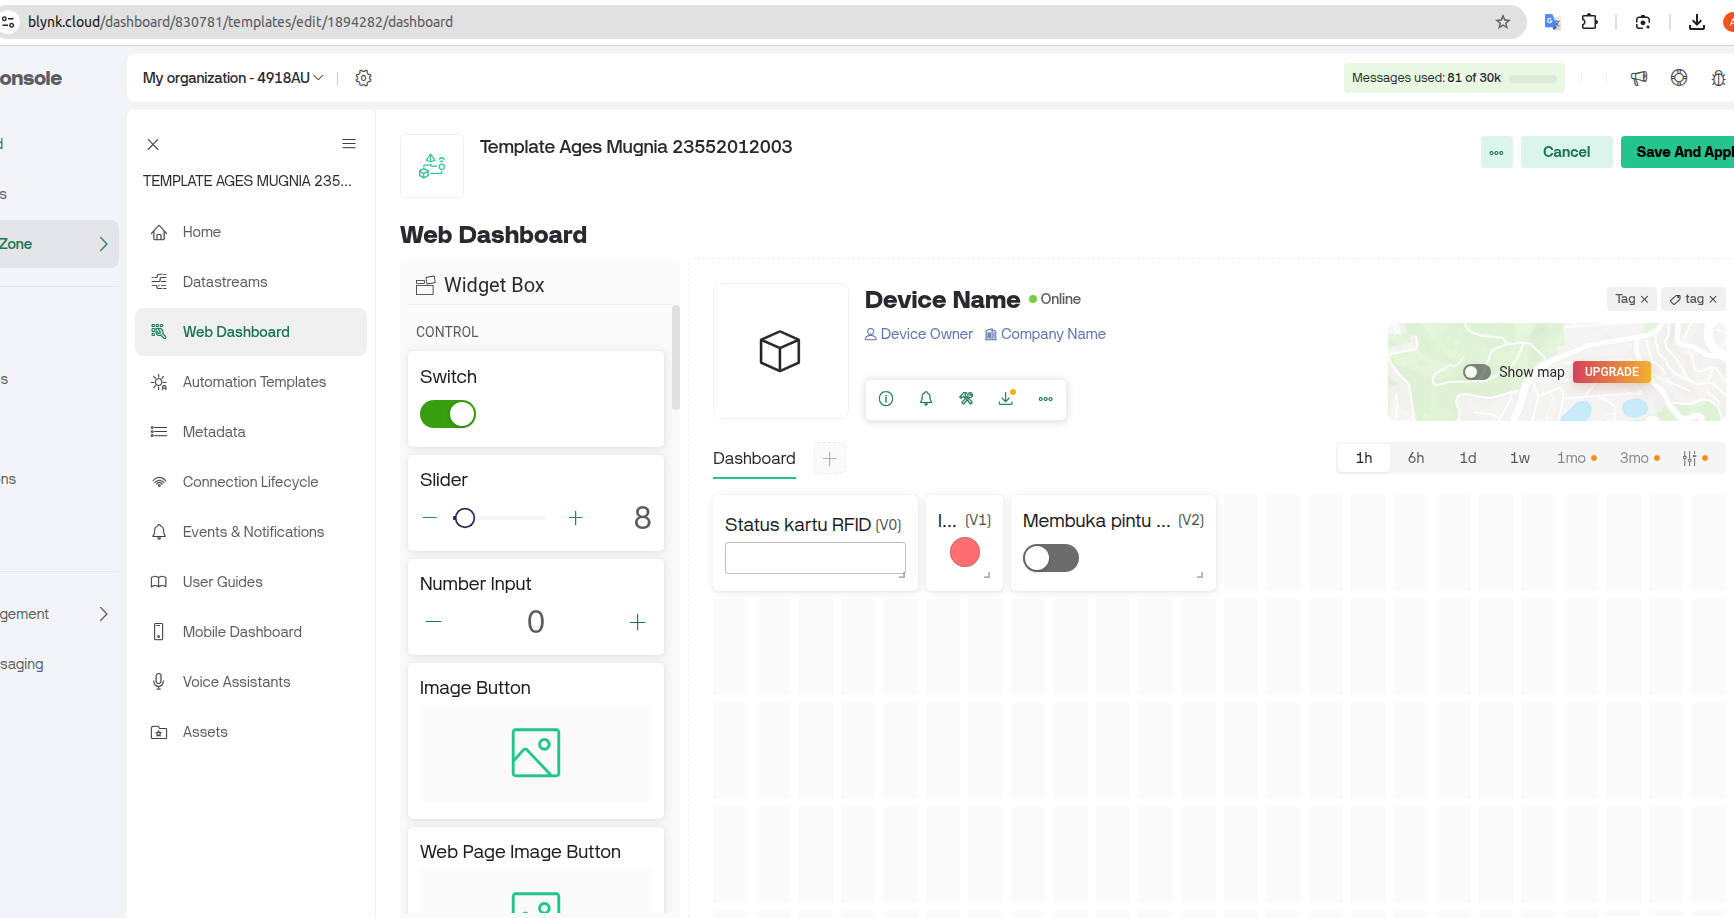 blynk.cloud/dashboard/830781/templates/edit/1894282/dashboard
onsole
My organization - 4918AU
Messages used: 81 of 30k
TEMPLATE AGES MUGNIA 235...
Template Ages Mugnia 23552012003
Cancel
Save And Appl
d
s
Zone
s
ns
gement
saging
Home
Datastreams
Web Dashboard
Automation Templates
Metadata
Connection Lifecycle
Events & Notifications
User Guides
Mobile Dashboard
Voice Assistants
Assets
Web Dashboard
Widget Box
CONTROL
Switch
Slider
8
Number Input
0
Image Button
Web Page Image Button
Device Name
Online
Device Owner
Company Name
Tag
tag
Show map
UPGRADE
Dashboard
1h
6h
1d
1w
1mo
3mo
Status kartu RFID (V0)
I... (V1)
Membuka pintu ... (V2)